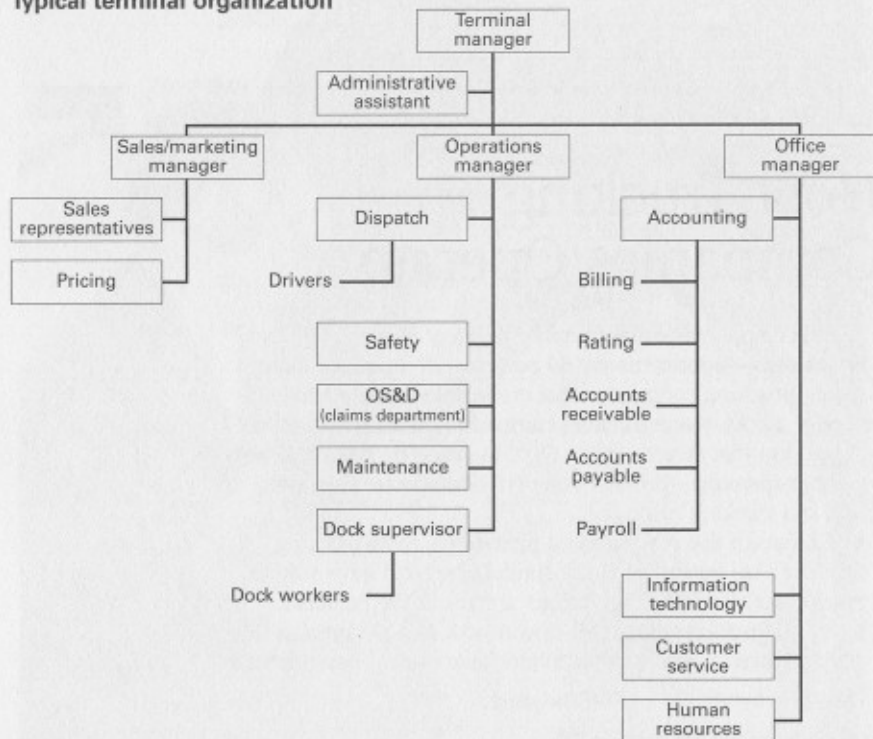 Typical terminal organization
Terminal
manager
Administrative
assistant
Sales/marketing
manager
Operations
manager
Office
manager
Sales
representatives
Pricing
Dispatch
Drivers
Safety
OS&D
(claims department)
Maintenance
Dock supervisor
Dock workers
Accounting
Billing
Rating
Accounts
receivable
Accounts
payable
Payroll
Information
technology
Customer
service
Human
resources